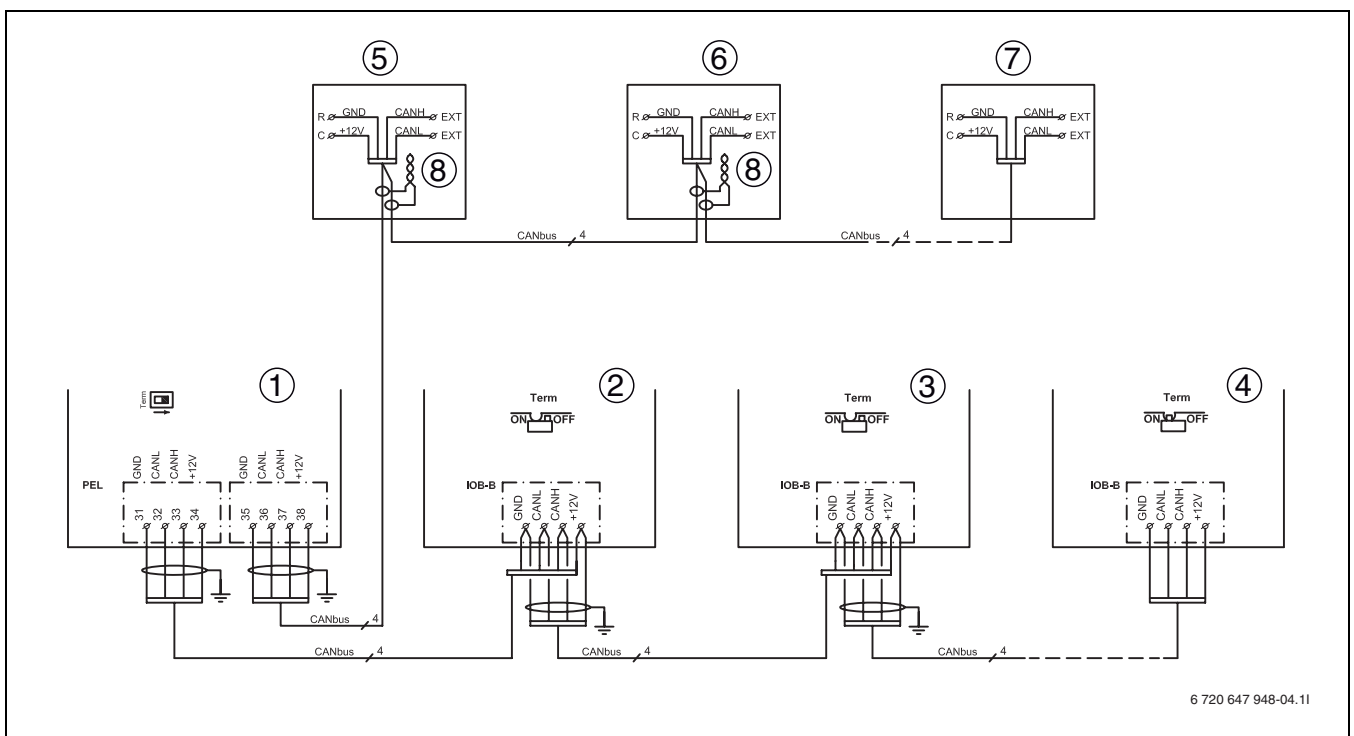 5 6 7
R GND CANH EXT
C +12V CANL EXT
8
R GND CANH EXT
C +12V CANL EXT
8
R GND CANH EXT
C +12V CANL EXT
CANbus 4
CANbus 4
1 2 3 4
Term
Term
ON OFF
Term
ON OFF
Term
ON OFF
PEL
GND CANL CANH +12V
GND CANL CANH +12V
31 32 33 34
35 36 37 38
IOB-B
GND CANL CANH +12V
IOB-B
GND CANL CANH +12V
IOB-B
GND CANL CANH +12V
CANbus 4
CANbus 4
CANbus 4
CANbus 4
6 720 647 948-04.1I